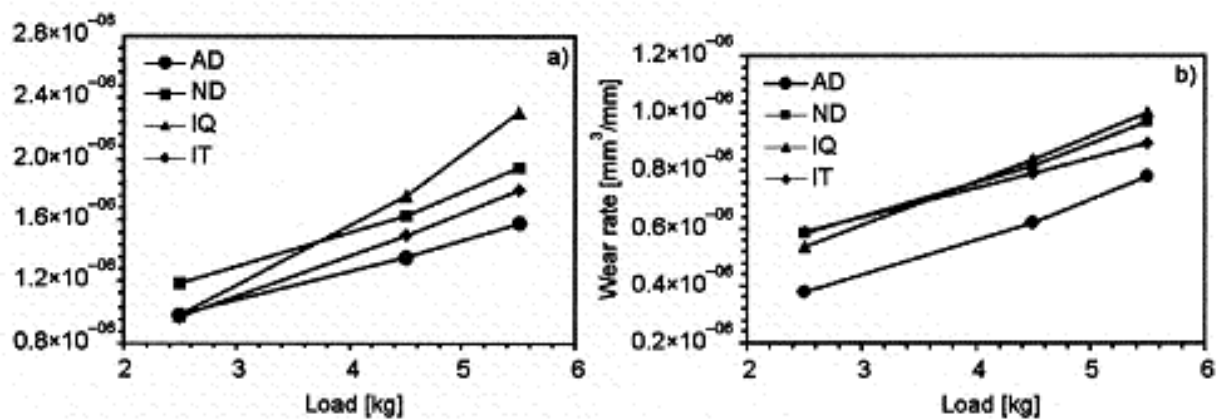 2.8×10⁻⁰⁶
2.4×10⁻⁰⁶
2.0×10⁻⁰⁶
1.6×10⁻⁰⁶
1.2×10⁻⁰⁶
0.8×10⁻⁰⁶
AD
ND
IQ
IT
a)
2 3 4 5 6
Load [kg]
Wear rate [mm³/mm]
1.2×10⁻⁰⁶
1.0×10⁻⁰⁶
0.8×10⁻⁰⁶
0.6×10⁻⁰⁶
0.4×10⁻⁰⁶
0.2×10⁻⁰⁶
AD
ND
IQ
IT
b)
2 3 4 5 6
Load [kg]